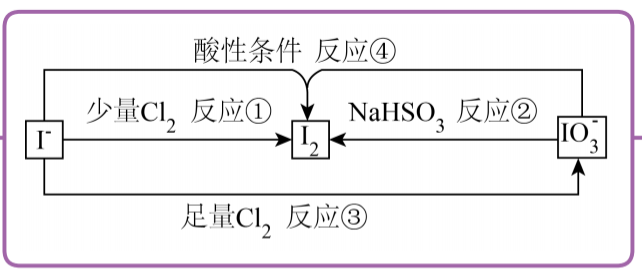 酸性条件 反应④
少量Cl₂ 反应① NaHSO₃ 反应②
I⁻ I₂ IO₃⁻
足量Cl₂ 反应③